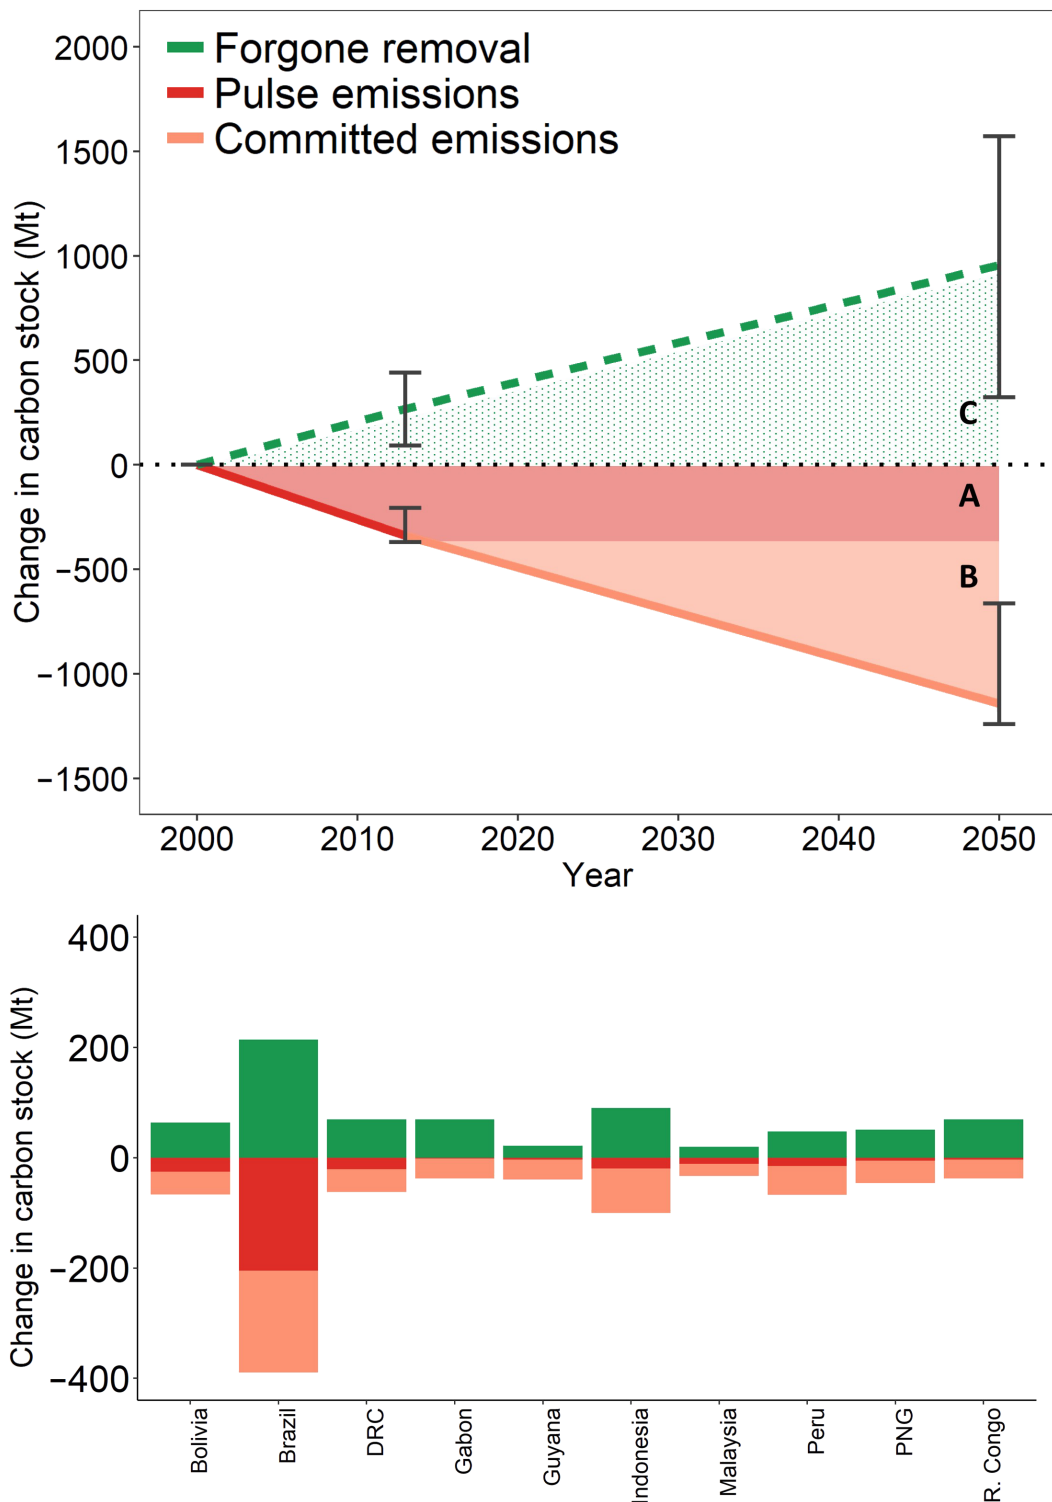 2000
1500
1000
500
0
−500
−1000
−1500
Change in carbon stock (Mt)
Forgone removal
Pulse emissions
Committed emissions
C
A
B
2000 2010 2020 2030 2040 2050
Year
400
200
0
−200
−400
Change in carbon stock (Mt)
Bolivia
Brazil
DRC
Gabon
Guyana
Indonesia
Malaysia
Peru
PNG
R. Congo